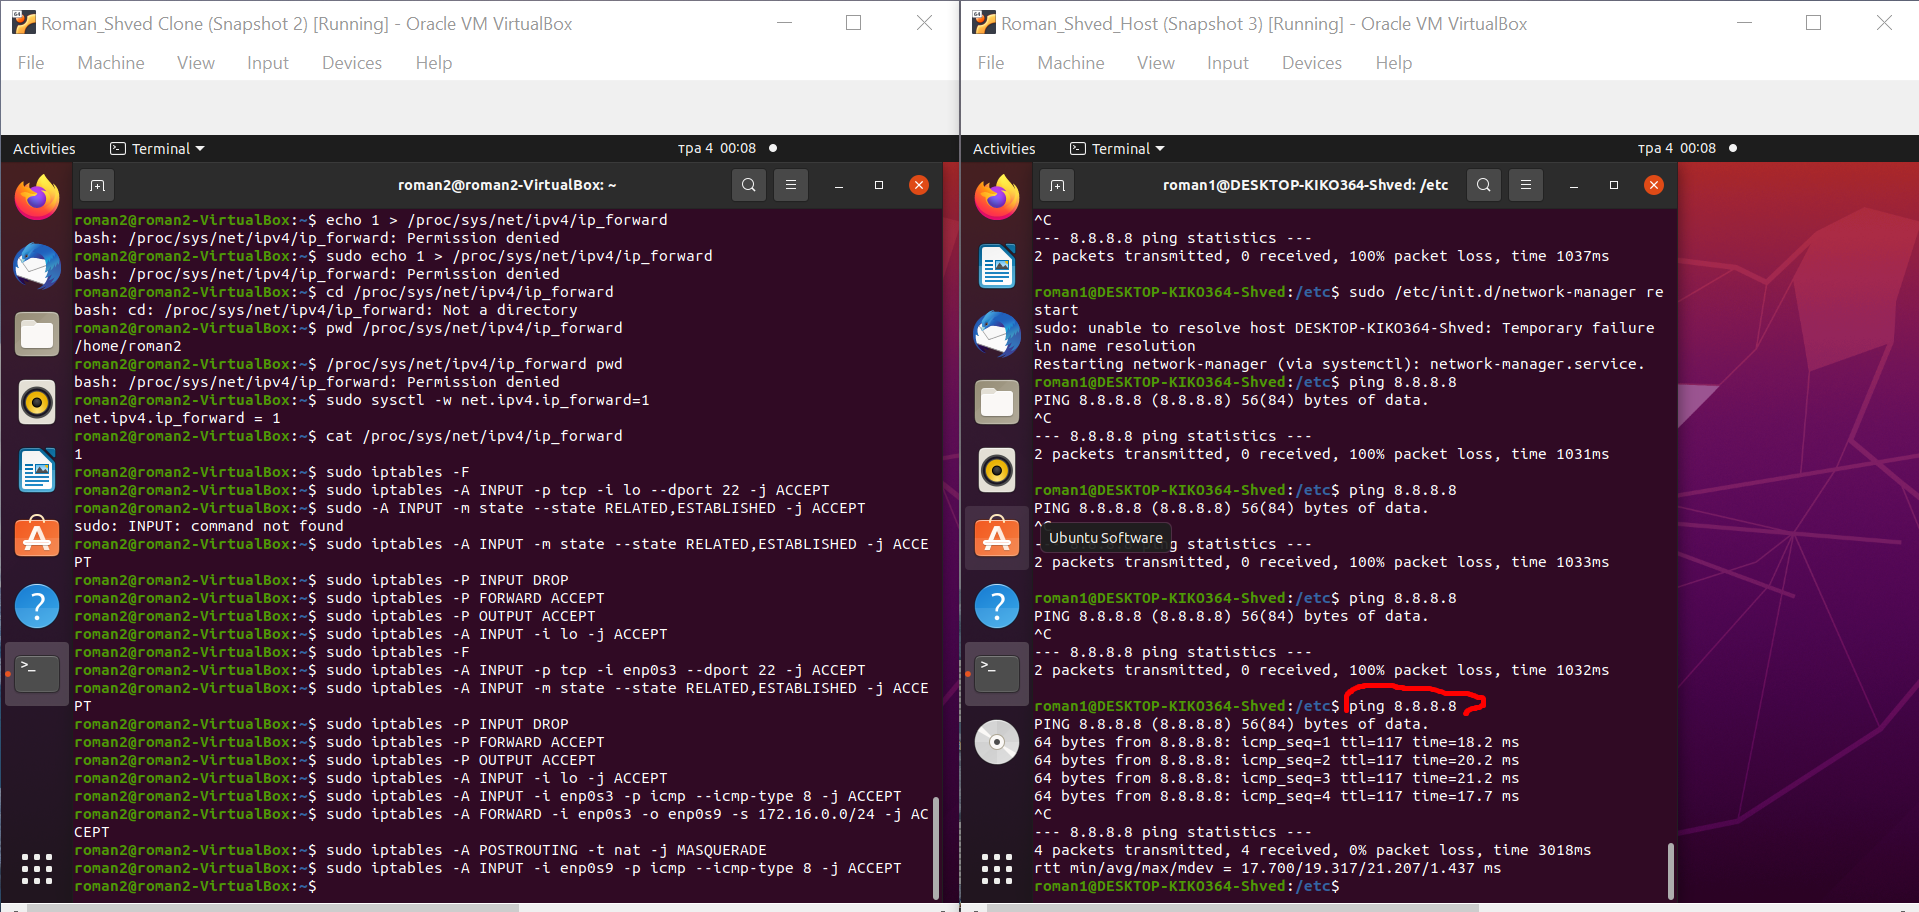 Roman_Shved Clone (Snapshot 2) [Running] - Oracle VM VirtualBox
File Machine View Input Devices Help
Activities Terminal тра 4 00:08
roman2@roman2-VirtualBox: ~
roman2@roman2-VirtualBox:~$ echo 1 > /proc/sys/net/ipv4/ip_forward
bash: /proc/sys/net/ipv4/ip_forward: Permission denied
roman2@roman2-VirtualBox:~$ sudo echo 1 > /proc/sys/net/ipv4/ip_forward
bash: /proc/sys/net/ipv4/ip_forward: Permission denied
roman2@roman2-VirtualBox:~$ cd /proc/sys/net/ipv4/ip_forward
bash: cd: /proc/sys/net/ipv4/ip_forward: Not a directory
roman2@roman2-VirtualBox:~$ pwd /proc/sys/net/ipv4/ip_forward
/home/roman2
roman2@roman2-VirtualBox:~$ /proc/sys/net/ipv4/ip_forward pwd
bash: /proc/sys/net/ipv4/ip_forward: Permission denied
roman2@roman2-VirtualBox:~$ sudo sysctl -w net.ipv4.ip_forward=1
net.ipv4.ip_forward = 1
roman2@roman2-VirtualBox:~$ cat /proc/sys/net/ipv4/ip_forward
1
roman2@roman2-VirtualBox:~$ sudo iptables -F
roman2@roman2-VirtualBox:~$ sudo iptables -A INPUT -p tcp -i lo --dport 22 -j ACCEPT
roman2@roman2-VirtualBox:~$ sudo -A INPUT -m state --state RELATED,ESTABLISHED -j ACCEPT
sudo: INPUT: command not found
roman2@roman2-VirtualBox:~$ sudo iptables -A INPUT -m state --state RELATED,ESTABLISHED -j ACCE
PT
roman2@roman2-VirtualBox:~$ sudo iptables -P INPUT DROP
roman2@roman2-VirtualBox:~$ sudo iptables -P FORWARD ACCEPT
roman2@roman2-VirtualBox:~$ sudo iptables -P OUTPUT ACCEPT
roman2@roman2-VirtualBox:~$ sudo iptables -A INPUT -i lo -j ACCEPT
roman2@roman2-VirtualBox:~$ sudo iptables -F
roman2@roman2-VirtualBox:~$ sudo iptables -A INPUT -p tcp -i enp0s3 --dport 22 -j ACCEPT
roman2@roman2-VirtualBox:~$ sudo iptables -A INPUT -m state --state RELATED,ESTABLISHED -j ACCE
PT
roman2@roman2-VirtualBox:~$ sudo iptables -P INPUT DROP
roman2@roman2-VirtualBox:~$ sudo iptables -P FORWARD ACCEPT
roman2@roman2-VirtualBox:~$ sudo iptables -P OUTPUT ACCEPT
roman2@roman2-VirtualBox:~$ sudo iptables -A INPUT -i lo -j ACCEPT
roman2@roman2-VirtualBox:~$ sudo iptables -A INPUT -i enp0s3 -p icmp --icmp-type 8 -j ACCEPT
roman2@roman2-VirtualBox:~$ sudo iptables -A FORWARD -i enp0s3 -o enp0s9 -s 172.16.0.0/24 -j AC
CEPT
roman2@roman2-VirtualBox:~$ sudo iptables -A POSTROUTING -t nat -j MASQUERADE
roman2@roman2-VirtualBox:~$ sudo iptables -A INPUT -i enp0s9 -p icmp --icmp-type 8 -j ACCEPT
roman2@roman2-VirtualBox:~$
Roman_Shved_Host (Snapshot 3) [Running] - Oracle VM VirtualBox
File Machine View Input Devices Help
Activities Terminal тра 4 00:08
roman1@DESKTOP-KIKO364-Shved: /etc
^C
--- 8.8.8.8 ping statistics ---
2 packets transmitted, 0 received, 100% packet loss, time 1037ms
roman1@DESKTOP-KIKO364-Shved:/etc$ sudo /etc/init.d/network-manager re
start
sudo: unable to resolve host DESKTOP-KIKO364-Shved: Temporary failure
in name resolution
Restarting network-manager (via systemctl): network-manager.service.
roman1@DESKTOP-KIKO364-Shved:/etc$ ping 8.8.8.8
PING 8.8.8.8 (8.8.8.8) 56(84) bytes of data.
^C
--- 8.8.8.8 ping statistics ---
2 packets transmitted, 0 received, 100% packet loss, time 1031ms
roman1@DESKTOP-KIKO364-Shved:/etc$ ping 8.8.8.8
PING 8.8.8.8 (8.8.8.8) 56(84) bytes of data.
Ubuntu Software
g statistics ---
2 packets transmitted, 0 received, 100% packet loss, time 1033ms
roman1@DESKTOP-KIKO364-Shved:/etc$ ping 8.8.8.8
PING 8.8.8.8 (8.8.8.8) 56(84) bytes of data.
^C
--- 8.8.8.8 ping statistics ---
2 packets transmitted, 0 received, 100% packet loss, time 1032ms
roman1@DESKTOP-KIKO364-Shved:/etc$ ping 8.8.8.8
PING 8.8.8.8 (8.8.8.8) 56(84) bytes of data.
64 bytes from 8.8.8.8: icmp_seq=1 ttl=117 time=18.2 ms
64 bytes from 8.8.8.8: icmp_seq=2 ttl=117 time=20.2 ms
64 bytes from 8.8.8.8: icmp_seq=3 ttl=117 time=21.2 ms
64 bytes from 8.8.8.8: icmp_seq=4 ttl=117 time=17.7 ms
^C
--- 8.8.8.8 ping statistics ---
4 packets transmitted, 4 received, 0% packet loss, time 3018ms
rtt min/avg/max/mdev = 17.700/19.317/21.207/1.437 ms
roman1@DESKTOP-KIKO364-Shved:/etc$